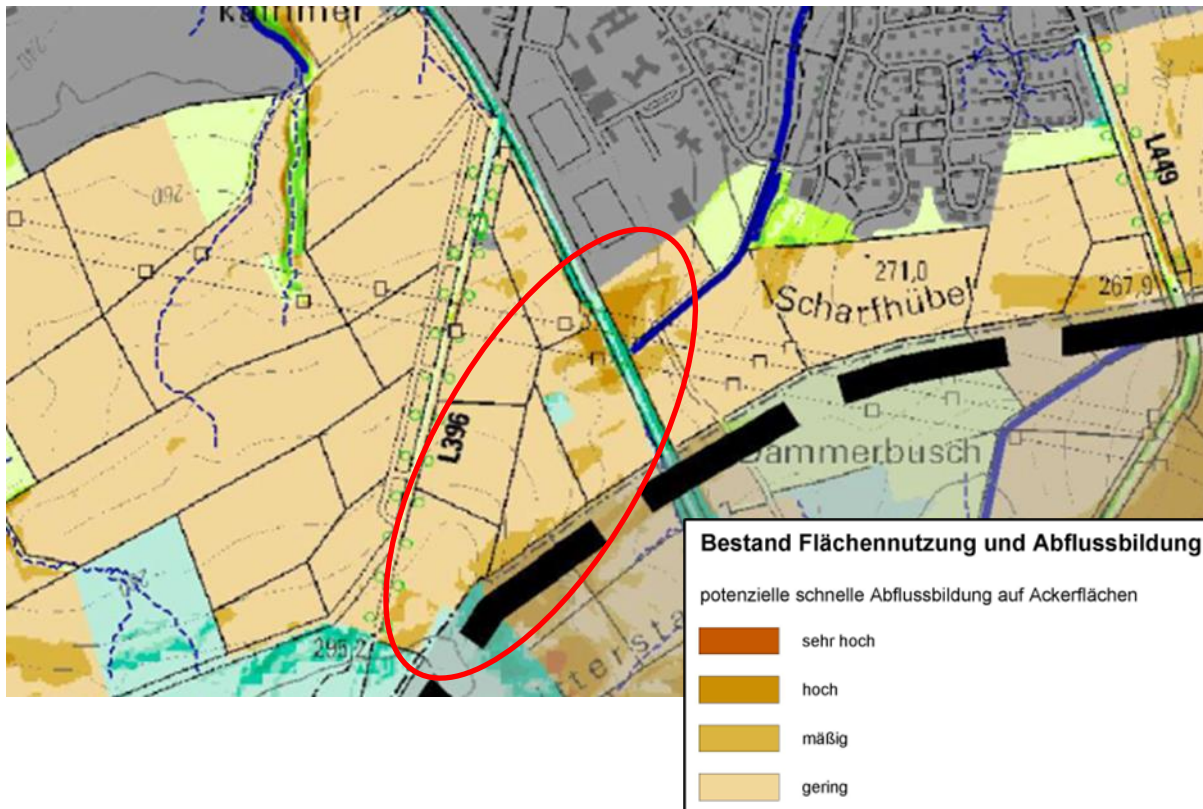 kammer
260
L396
271,0
"Scharfhübel"
267,9
L449
Dammerbusch
295,2
Bestand Flächennutzung und Abflussbildung
potenzielle schnelle Abflussbildung auf Ackerflächen
sehr hoch
hoch
mäßig
gering